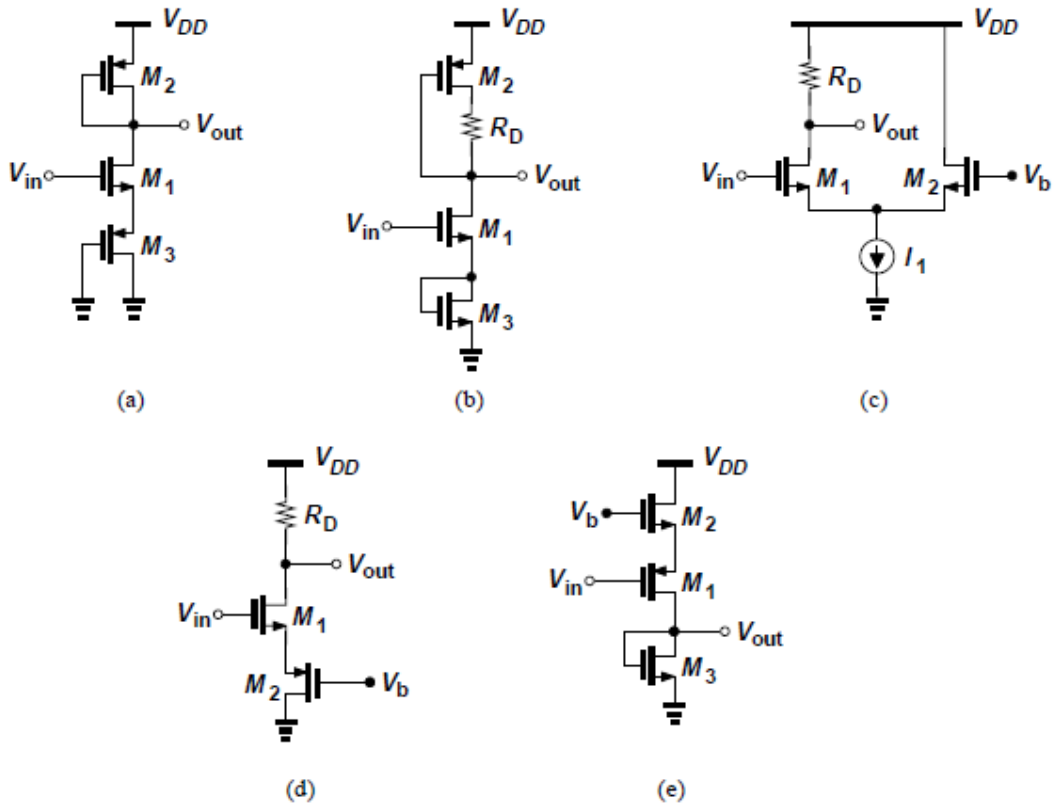 V_DD
M_2
V_out
V_in
M_1
M_3
(a)
V_DD
M_2
R_D
V_out
V_in
M_1
M_3
(b)
V_DD
R_D
V_out
V_in
M_1
M_2
V_b
I_1
(c)
V_DD
R_D
V_out
V_in
M_1
M_2
V_b
(d)
V_DD
V_b
M_2
V_in
M_1
V_out
M_3
(e)